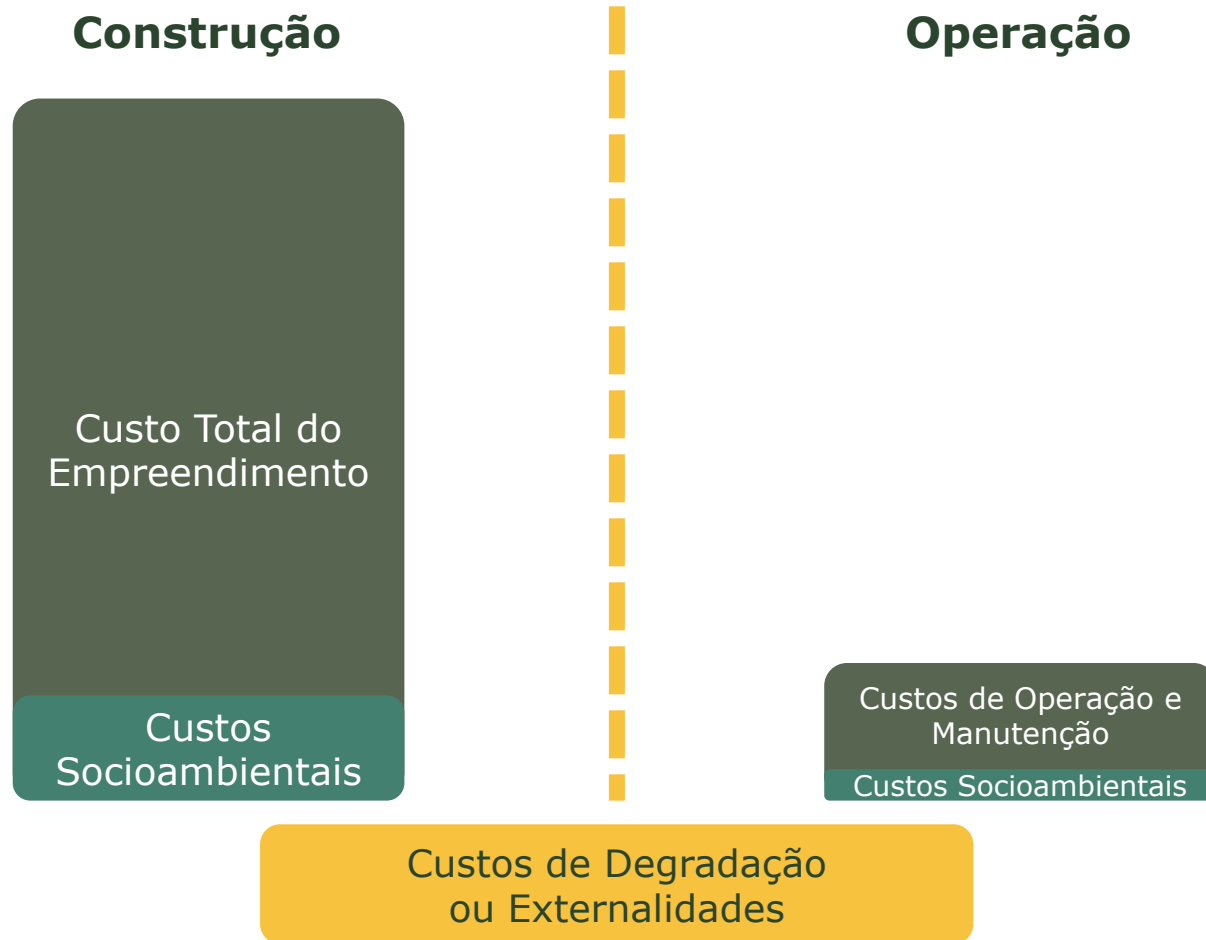 Construção
Operação
Custo Total do
Empreendimento
Custos
Socioambientais
Custos de Operação e
Manutenção
Custos Socioambientais
Custos de Degradação
ou Externalidades